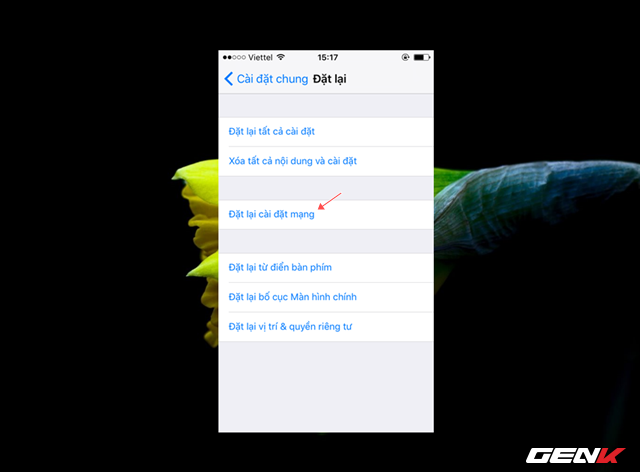 Viettel 15:17
Cài đặt chung Đặt lại
Đặt lại tất cả cài đặt
Xóa tất cả nội dung và cài đặt
Đặt lại cài đặt mạng
Đặt lại từ điển bàn phím
Đặt lại bố cục Màn hình chính
Đặt lại vị trí & quyền riêng tư
GENK